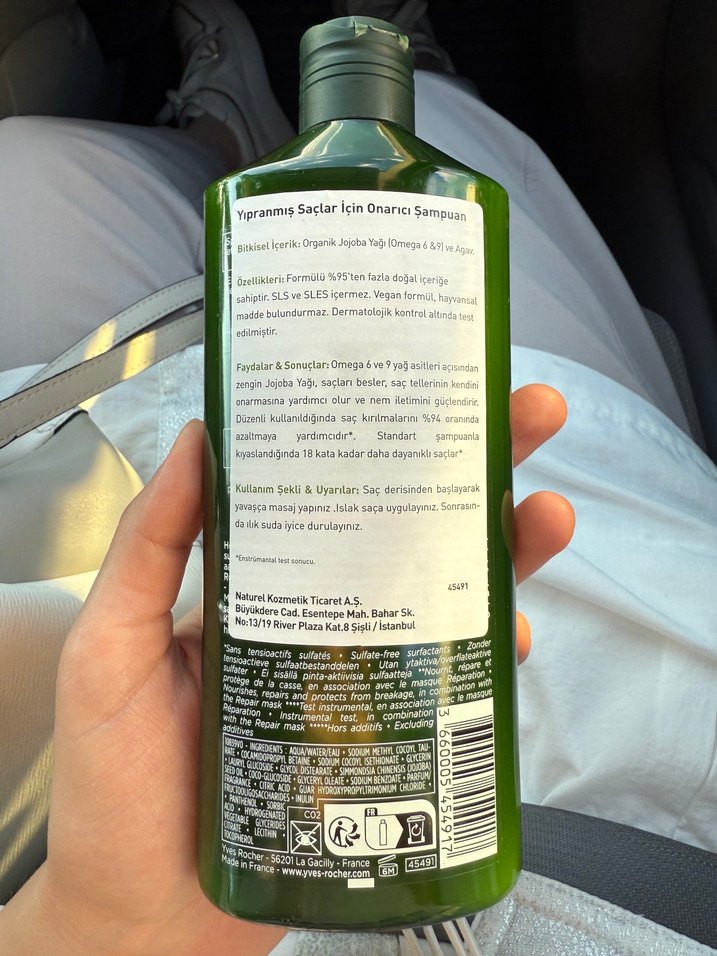 Yıpranmış Saçlar İçin Onarıcı Şampuan
Bitkisel İçerik: Organik Jojoba Yağı (Omega 6 &9) ve Agav.
Özellikleri: Formülü %95'ten fazla doğal içeriğe
sahiptir. SLS ve SLES içermez. Vegan formül, hayvansal
madde bulundurmaz. Dermatolojik kontrol altında test
edilmiştir.
Faydalar & Sonuçlar: Omega 6 ve 9 yağ asitleri açısından
zengin Jojoba Yağı, saçları besler, saç tellerinin kendini
onarmasına yardımcı olur ve nem iletimini güçlendirir.
Düzenli kullanıldığında saç kırılmalarını %94 oranında
azaltmaya yardımcıdır*. Standart şampuanla
kıyaslandığında 18 kata kadar daha dayanıklı saçlar*
Kullanım Şekli & Uyarılar: Saç derisinden başlayarak
yavaşça masaj yapınız .Islak saça uygulayınız. Sonrasın-
da ılık suda iyice durulayınız.
*Enstrümantal test sonucu.
45491
Naturel Kozmetik Ticaret A.Ş.
Büyükdere Cad. Esentepe Mah. Bahar Sk.
No:13/19 River Plaza Kat.8 Şişli / İstanbul
*Sans tensioactifs sulfatés • Sulfate-free surfactants • Zonder
tensioactieve sulfaatbestanddelen • Utan ytaktiva/överflateaktive
sulfater • Ei sisällä pinta-aktiivisia sulfaatteja **Nourrit, répare et
protège de la casse, en association avec le masque Réparation •
Nourishes, repairs and protects from breakage, in combination with
the Repair mask ****Test instrumental, en association avec le masque
Réparation • Instrumental test, in combination
with the Repair mask *****Hors additifs • Excluding
additives
10839V0 - INGREDIENTS : AQUA/WATER/EAU • SODIUM METHYL COCOYL TAU-
RATE • COCAMIDOPROPYL BETAINE • SODIUM COCOYL ISETHIONATE • GLYCERIN
• LAURYL GLUCOSIDE • GLYCOL DISTEARATE • SIMMONDSIA CHINENSIS (JOJOBA)
SEED OIL • COCO-GLUCOSIDE • GLYCERYL OLEATE • SODIUM BENZOATE • PARFUM/
FRAGRANCE • CITRIC ACID • GUAR HYDROXYPROPYLTRIMONIUM CHLORIDE •
FRUCTOOLIGOSACCHARIDES • INULIN
• PANTHENOL • SORBIC
ACID • HYDROGENATED
VEGETABLE GLYCERIDES
CITRATE • LECITHIN •
TOCOPHEROL
CO2
FR
3 660005 454917
Yves Rocher - 56201 La Gacilly - France
Made in France - www.yves-rocher.com
6M
45491